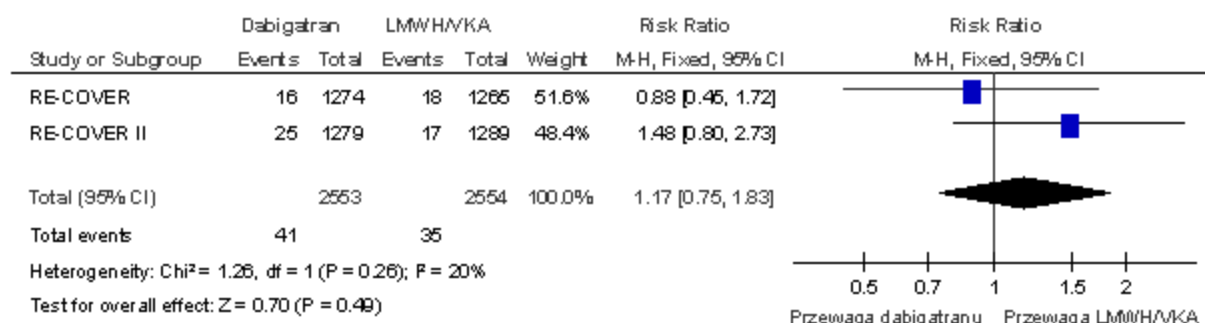 Dabigatran LMWH/VKA Risk Ratio Risk Ratio
Study or Subgroup Events Total Events Total Weight M-H, Fixed, 95% CI M-H, Fixed, 95% CI
RE-COVER 16 1274 18 1265 51.6% 0.88 [0.45, 1.72]
RE-COVER II 25 1279 17 1289 48.4% 1.48 [0.80, 2.73]
Total (95% CI) 2553 2554 100.0% 1.17 [0.75, 1.83]
Total events 41 35
Heterogeneity: Chi² = 1.26, df = 1 (P = 0.26); I² = 20%
Test for overall effect: Z = 0.70 (P = 0.49)
0.5 0.7 1 1.5 2
Przewaga dabigatranu Przewaga LMWH/VKA